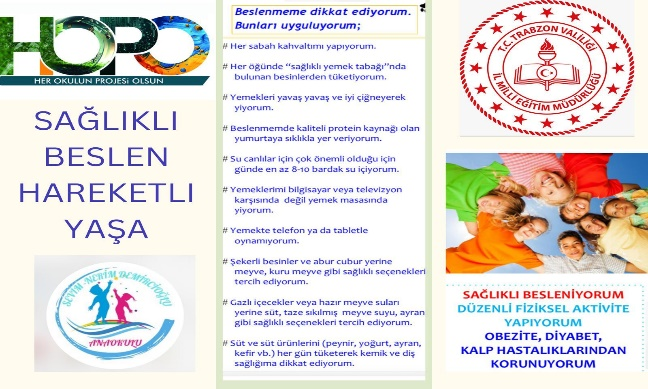 HOPO
HER OKULUN PROJESİ OLSUN
SAĞLIKLI
BESLEN
HAREKETLİ
YAŞA
SEVİM-NEHİM DEMİRCİOĞLU
ANAOKULU
Beslenmeme dikkat ediyorum.
Bunları uyguluyorum;
# Her sabah kahvaltımı yapıyorum.
# Her öğünde “sağlıklı yemek tabağı”nda
bulunan besinlerden tüketiyorum.
# Yemekleri yavaş yavaş ve iyi çiğneyerek
yiyorum.
# Beslenmemde kaliteli protein kaynağı olan
yumurtaya sıklıkla yer veriyorum.
# Su canlılar için çok önemli olduğu için
günde en az 8-10 bardak su içiyorum.
# Yemeklerimi bilgisayar veya televizyon
karşısında değil yemek masasında
yiyorum.
# Yemekte telefon ya da tabletle
oynamıyorum.
# Şekerli besinler ve abur cubur yerine
meyve, kuru meyve gibi sağlıklı seçenekleri
tercih ediyorum.
# Gazlı içecekler veya hazır meyve suları
yerine süt, taze sıkılmış meyve suyu, ayran
gibi sağlıklı seçenekleri tercih ediyorum.
# Süt ve süt ürünlerini (peynir, yoğurt, ayran,
kefir vb.) her gün tüketerek kemik ve diş
sağlığıma dikkat ediyorum.
T.C. TRABZON VALİLİĞİ
İL MİLLİ EĞİTİM MÜDÜRLÜĞÜ
SAĞLIKLI BESLENİYORUM
DÜZENLİ FİZİKSEL AKTİVİTE
YAPIYORUM
OBEZİTE, DİYABET,
KALP HASTALIKLARINDAN
KORUNUYORUM